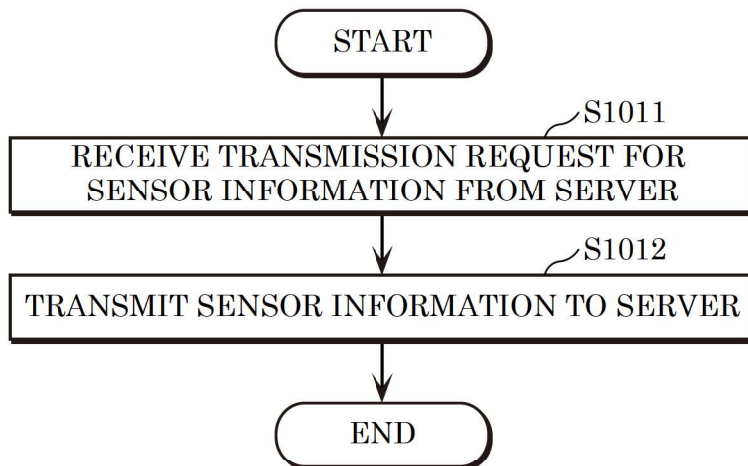 START
S1011
RECEIVE TRANSMISSION REQUEST FOR
SENSOR INFORMATION FROM SERVER
S1012
TRANSMIT SENSOR INFORMATION TO SERVER
END